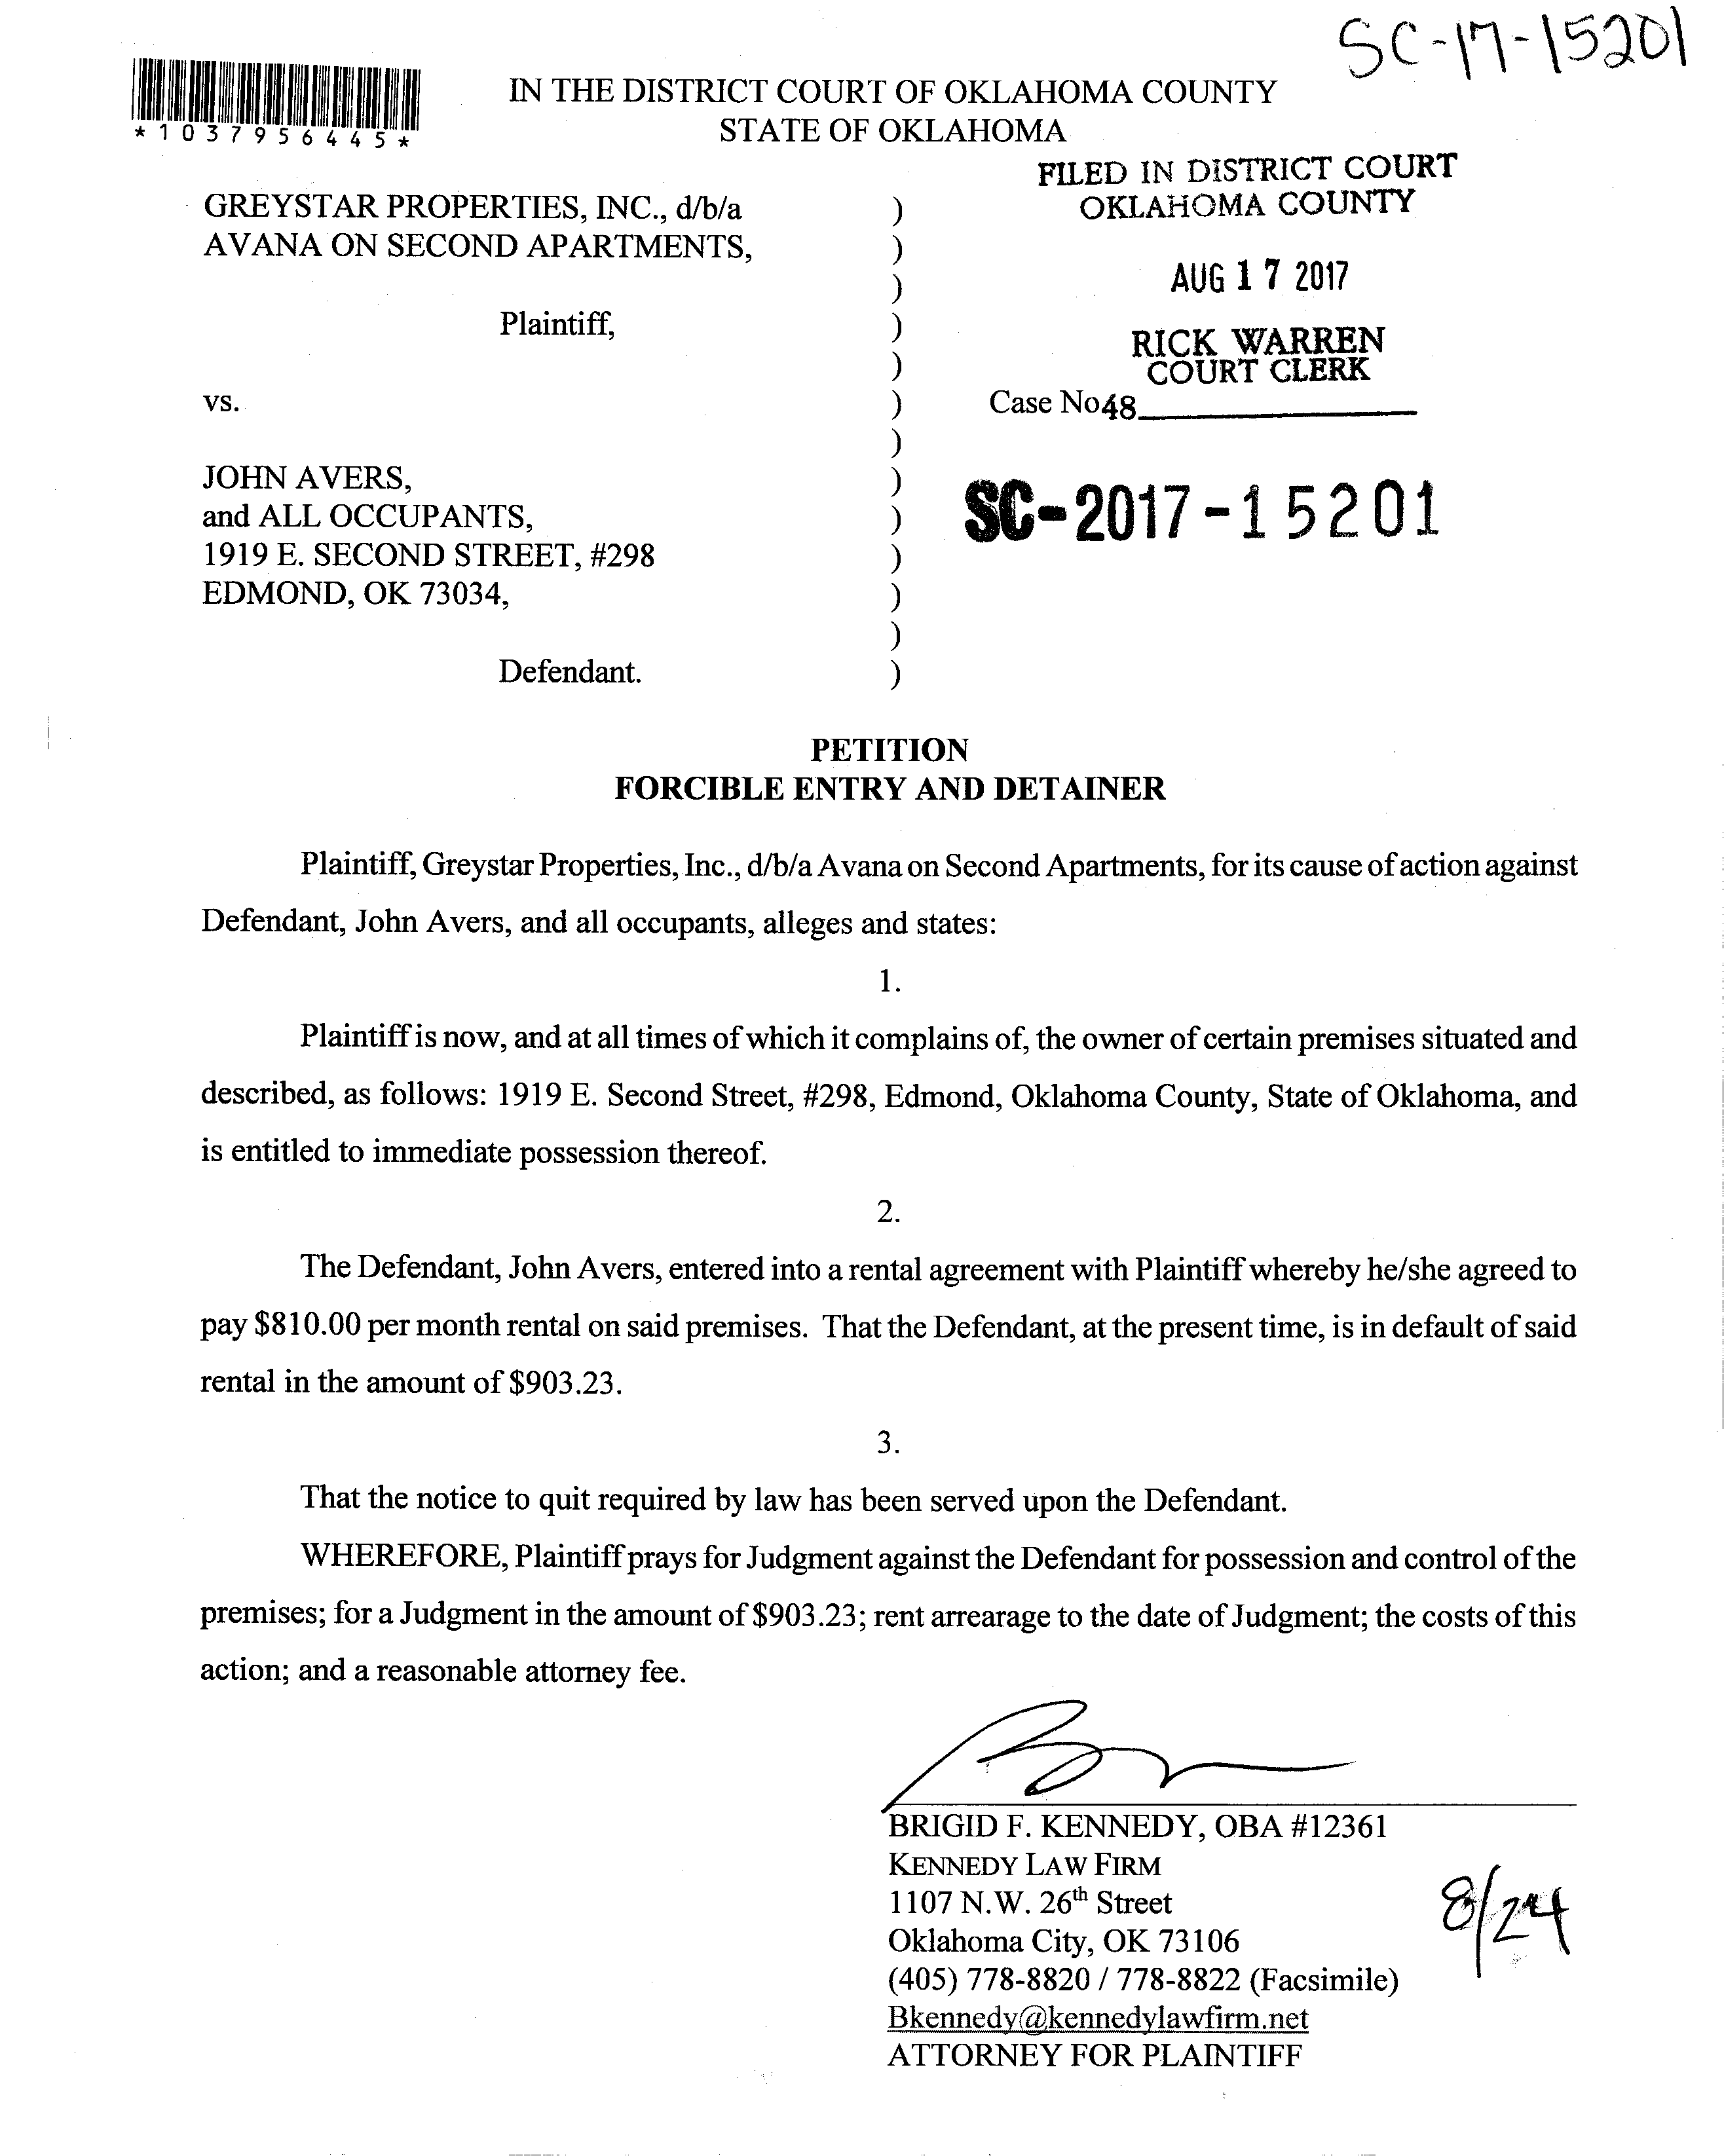 SC-17-15201
*1037956445*
IN THE DISTRICT COURT OF OKLAHOMA COUNTY
STATE OF OKLAHOMA
FILED IN DISTRICT COURT
OKLAHOMA COUNTY
AUG 17 2017
RICK WARREN
COURT CLERK
48
GREYSTAR PROPERTIES, INC., d/b/a )
AVANA ON SECOND APARTMENTS, )
)
Plaintiff, )
)
vs. ) Case No.
)
JOHN AVERS, )
and ALL OCCUPANTS, ) SC-2017-15201
1919 E. SECOND STREET, #298 )
EDMOND, OK 73034, )
)
Defendant. )
PETITION
FORCIBLE ENTRY AND DETAINER
Plaintiff, Greystar Properties, Inc., d/b/a Avana on Second Apartments, for its cause of action against
Defendant, John Avers, and all occupants, alleges and states:
1.
Plaintiff is now, and at all times of which it complains of, the owner of certain premises situated and
described, as follows: 1919 E. Second Street, #298, Edmond, Oklahoma County, State of Oklahoma, and
is entitled to immediate possession thereof.
2.
The Defendant, John Avers, entered into a rental agreement with Plaintiff whereby he/she agreed to
pay $810.00 per month rental on said premises. That the Defendant, at the present time, is in default of said
rental in the amount of $903.23.
3.
That the notice to quit required by law has been served upon the Defendant.
WHEREFORE, Plaintiff prays for Judgment against the Defendant for possession and control of the
premises; for a Judgment in the amount of $903.23; rent arrearage to the date of Judgment; the costs of this
action; and a reasonable attorney fee.
BRIGID F. KENNEDY, OBA #12361
KENNEDY LAW FIRM
1107 N.W. 26th Street
Oklahoma City, OK 73106
(405) 778-8820 / 778-8822 (Facsimile)
Bkennedy@kennedylawfirm.net
ATTORNEY FOR PLAINTIFF
8/24